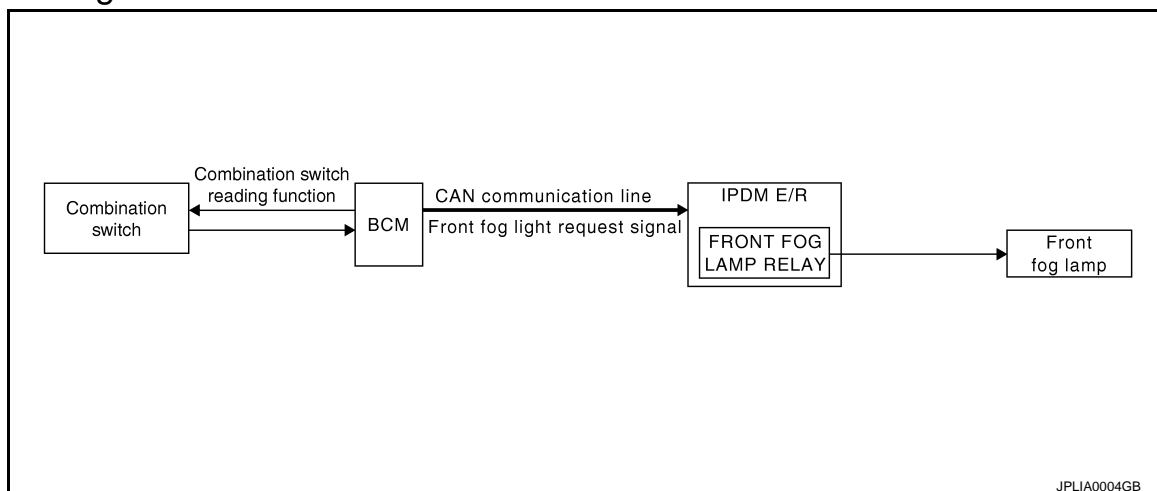 Combination switch
reading function
Combination
switch
BCM
CAN communication line
Front fog light request signal
IPDM E/R
FRONT FOG
LAMP RELAY
Front
fog lamp
JPLIA0004GB